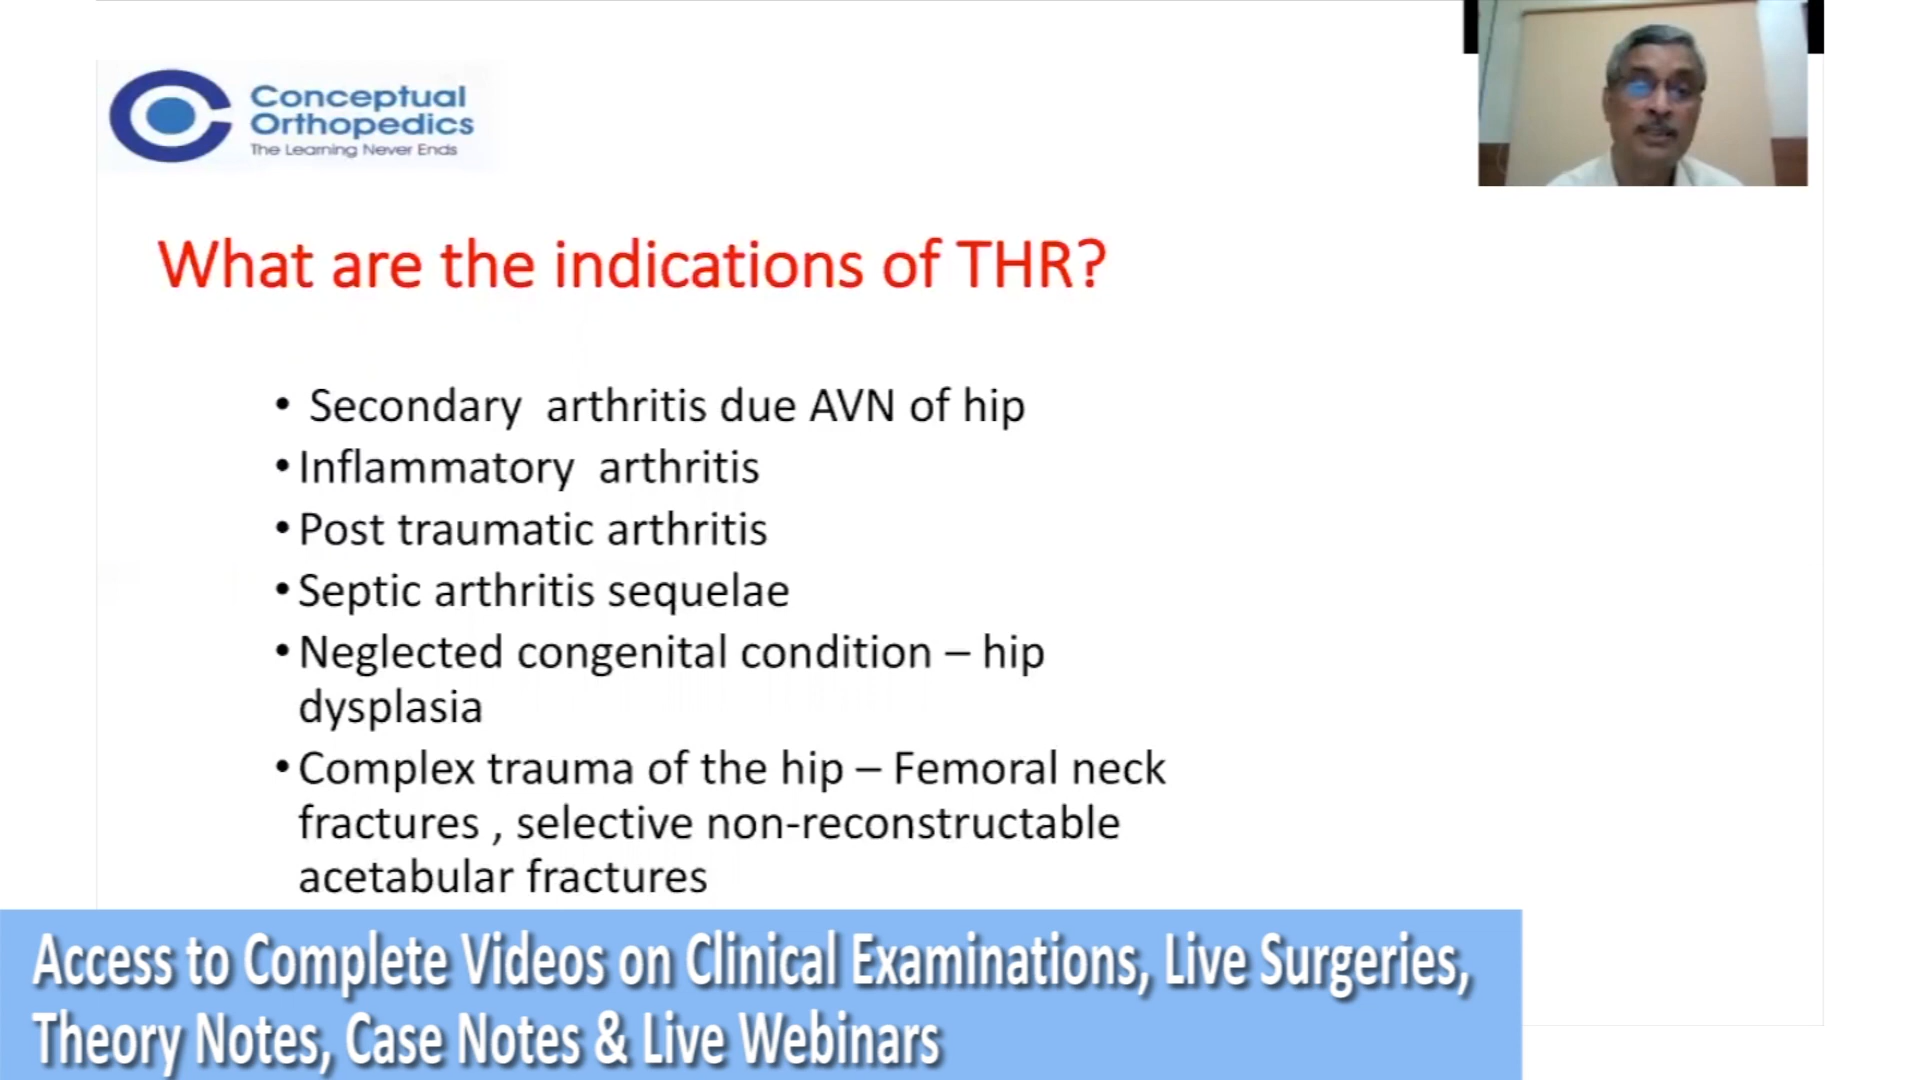 Conceptual
Orthopedics
The Learning Never Ends
What are the indications of THR?
• Secondary arthritis due AVN of hip
• Inflammatory arthritis
• Post traumatic arthritis
• Septic arthritis sequelae
• Neglected congenital condition – hip
dysplasia
• Complex trauma of the hip – Femoral neck
fractures , selective non-reconstructable
acetabular fractures
Access to Complete Videos on Clinical Examinations, Live Surgeries,
Theory Notes, Case Notes & Live Webinars